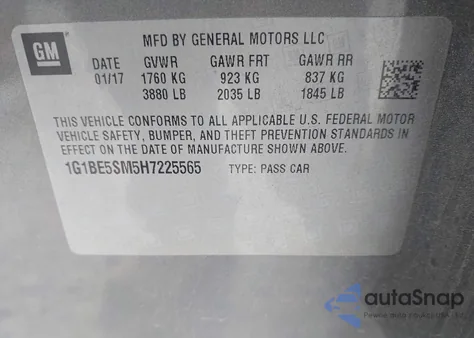 GM
MFD BY GENERAL MOTORS LLC
DATE GVWR GAWR FRT GAWR RR
01/17 1760 KG 923 KG 837 KG
3880 LB 2035 LB 1845 LB
THIS VEHICLE CONFORMS TO ALL APPLICABLE U.S. FEDERAL MOTOR
VEHICLE SAFETY, BUMPER, AND THEFT PREVENTION STANDARDS
IN EFFECT ON THE DATE OF MANUFACTURE SHOWN ABOVE.
1G1BE5SM5H7225565 TYPE: PASS CAR
autoSnap